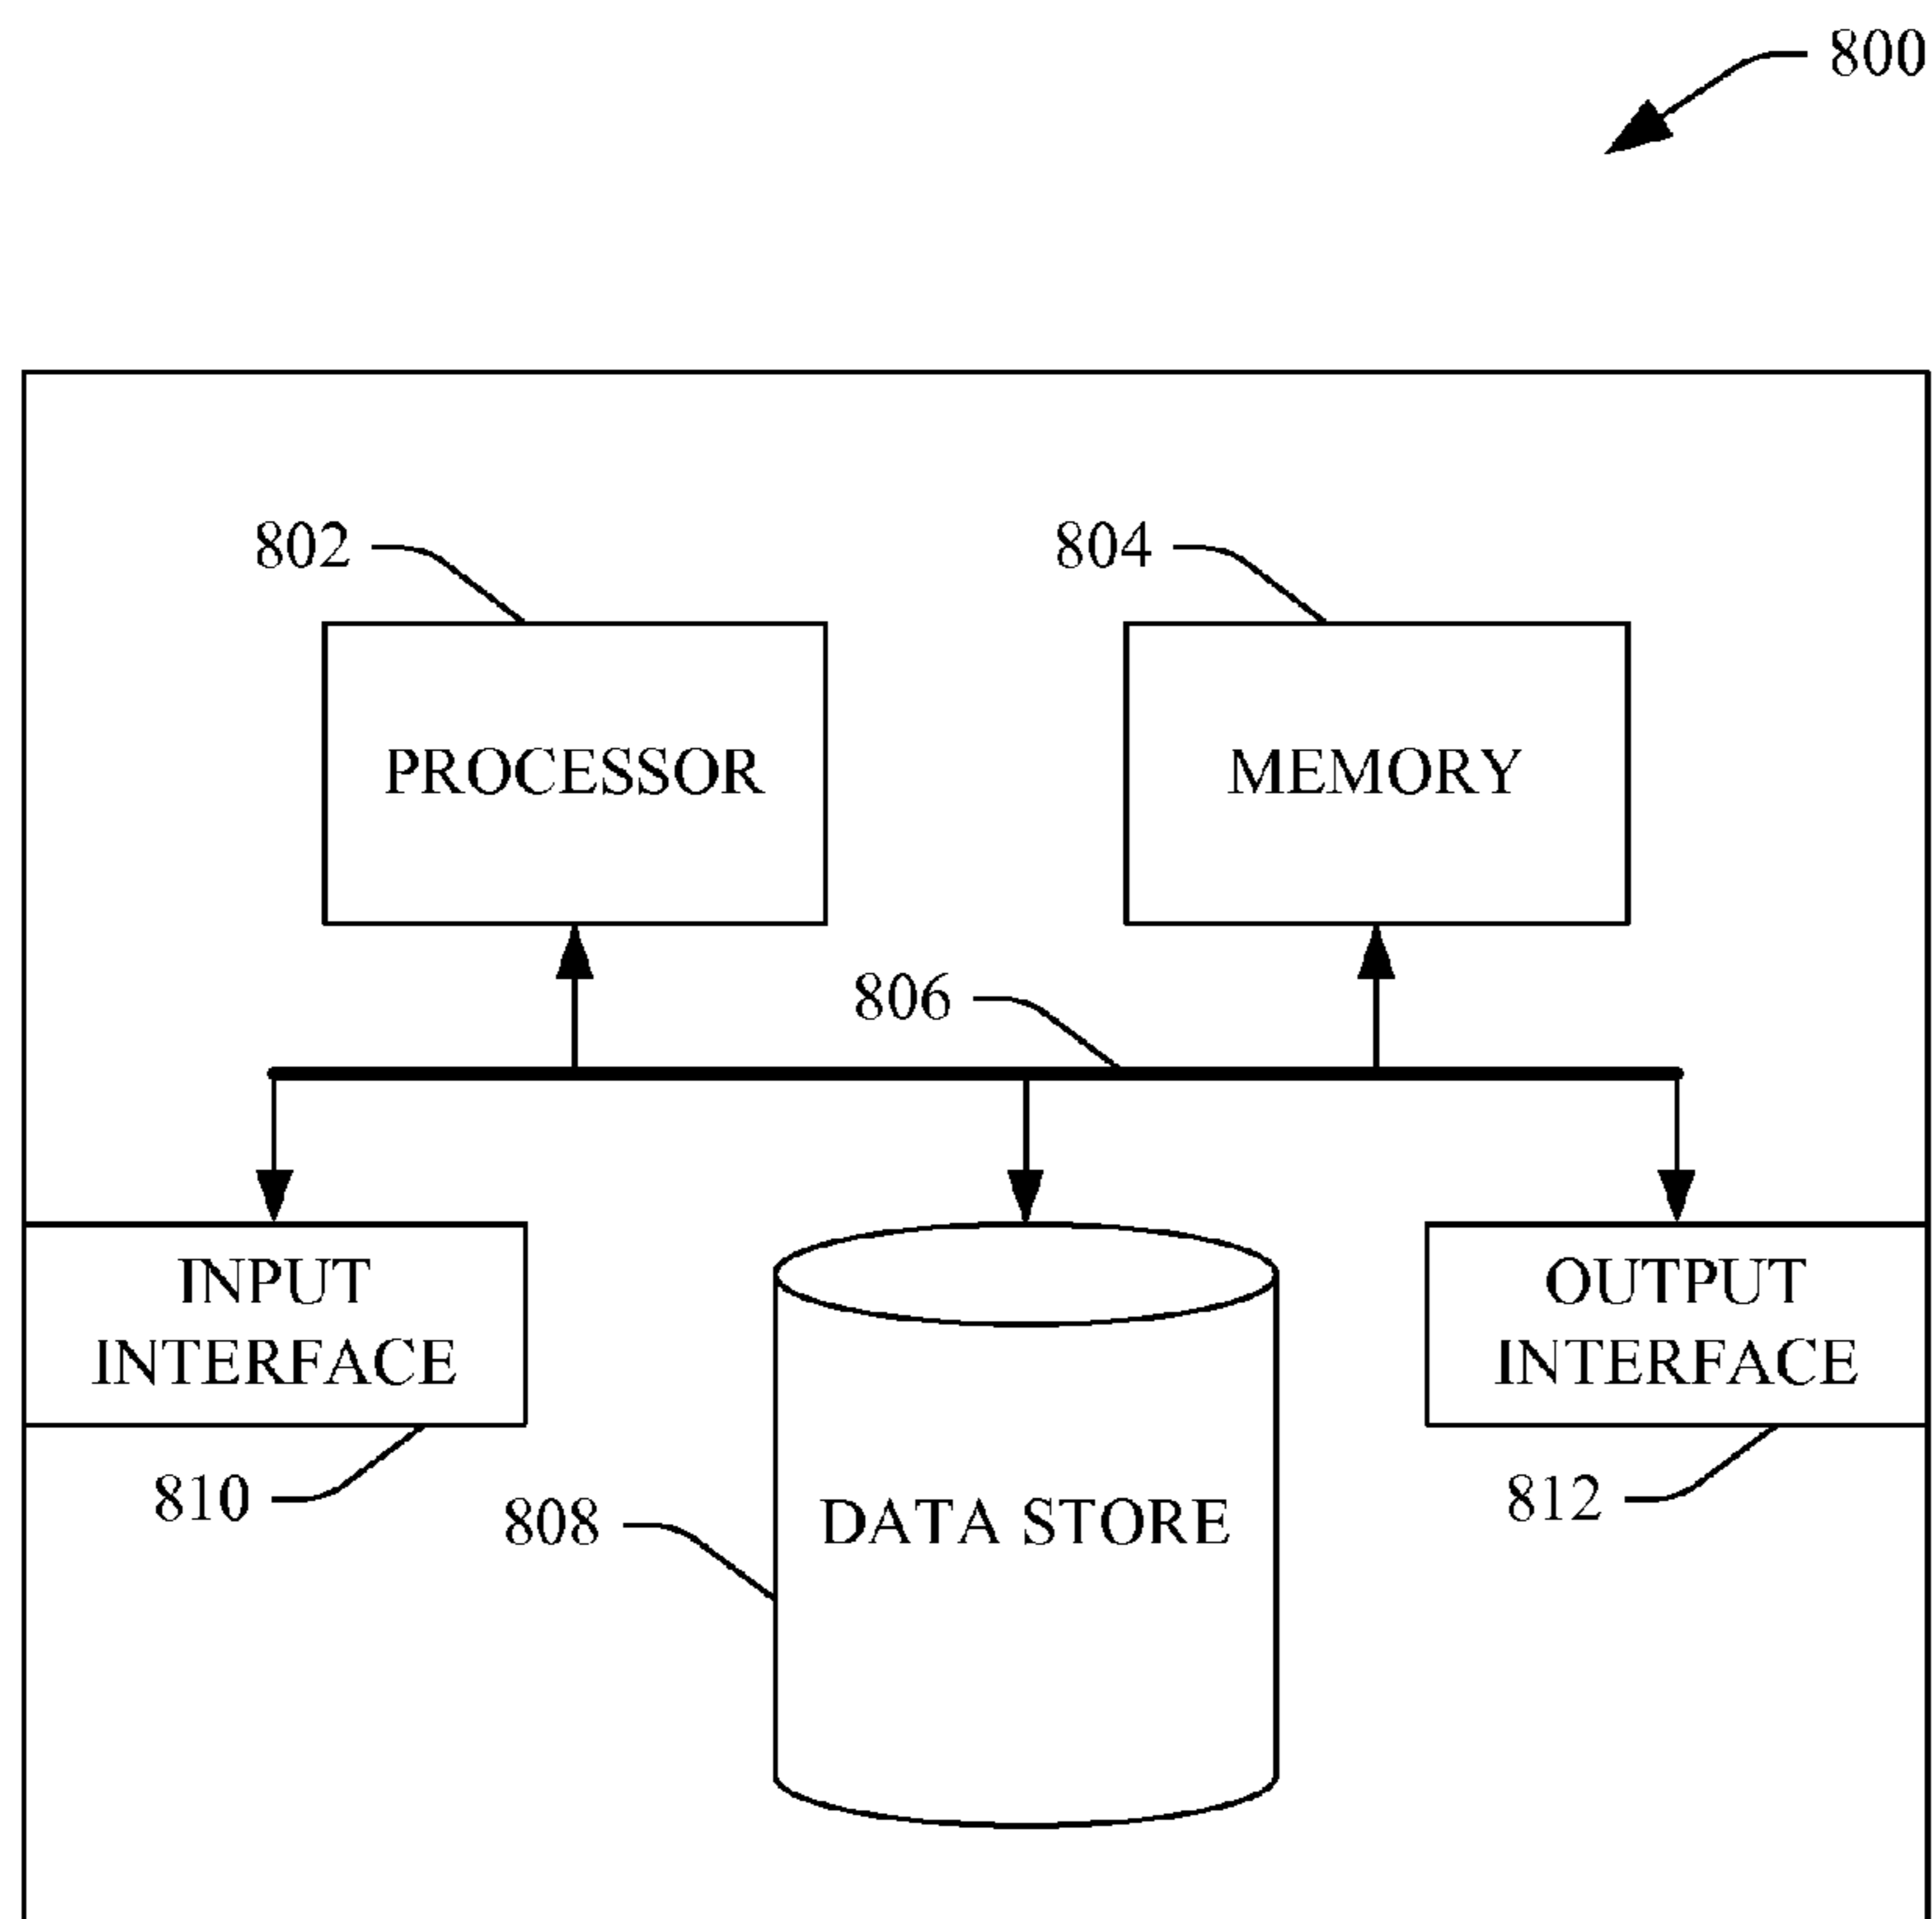 800
802
804
PROCESSOR
MEMORY
806
INPUT
INTERFACE
OUTPUT
INTERFACE
810
808
DATA STORE
812